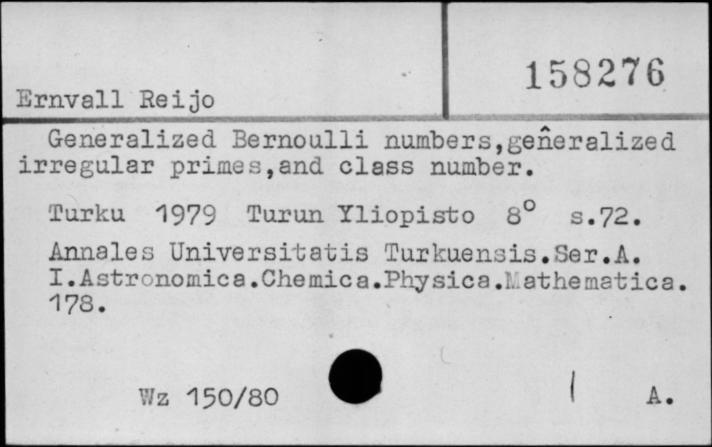 158276
Ernvall Reijo
Generalized Bernoulli numbers,geñeralized
irregular primes,and class number.
Turku 1979 Turun Yliopisto 8° s.72.
Annales Universitatis Turkuensis.Ser.A.
I.Astronomica.Chemica.Physica.Mathematica.
178.
Wz 150/80 | A.